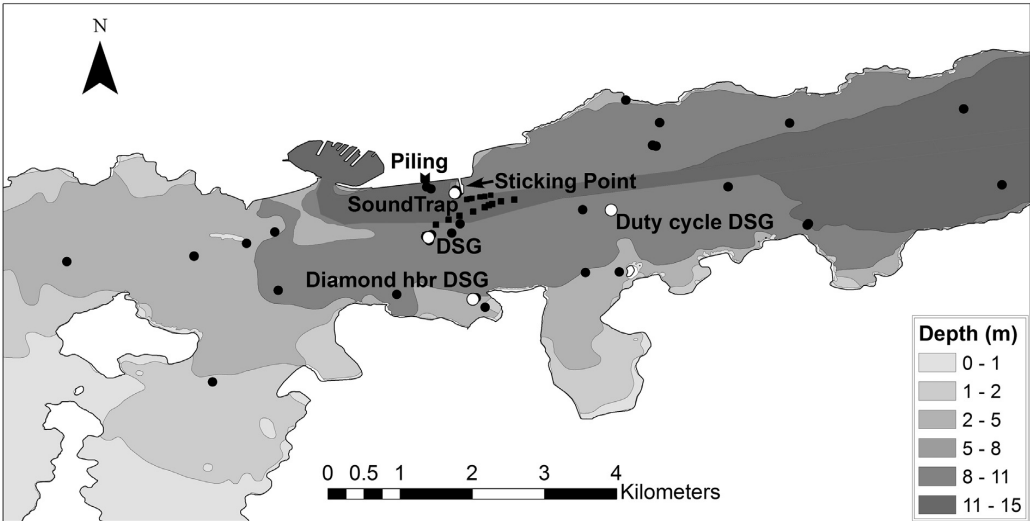 N
Piling
Sticking Point
SoundTrap
Duty cycle DSG
DSG
Diamond hbr DSG
Depth (m)
0 - 1
1 - 2
2 - 5
5 - 8
8 - 11
11 - 15
0 0.5 1 2 3 4
Kilometers